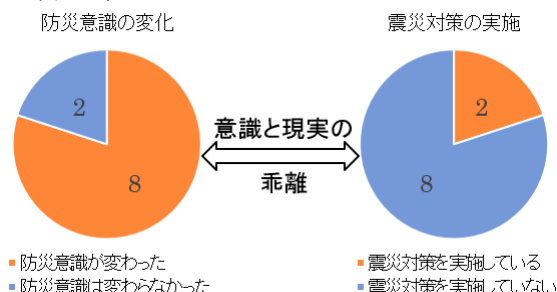 防災意識の変化
震災対策の実施
2
8
意識と現実の
乖離
2
8
防災意識が変わった
防災意識は変わらなかった
震災対策を実施している
震災対策を実施していない